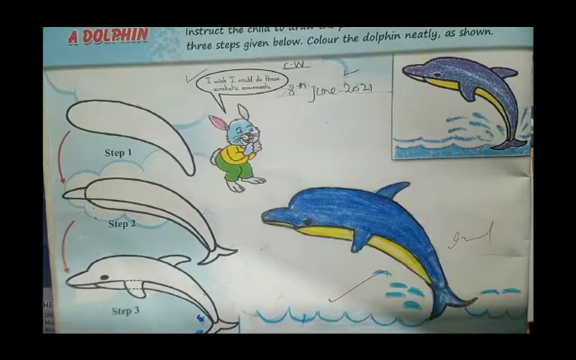 A DOLPHIN
Instruct the child to draw the
three steps given below. Colour the dolphin neatly, as shown.
C.W
8th June 2021
I wish I could do these
acrobatic movements.
Step 1
Step 2
Step 3